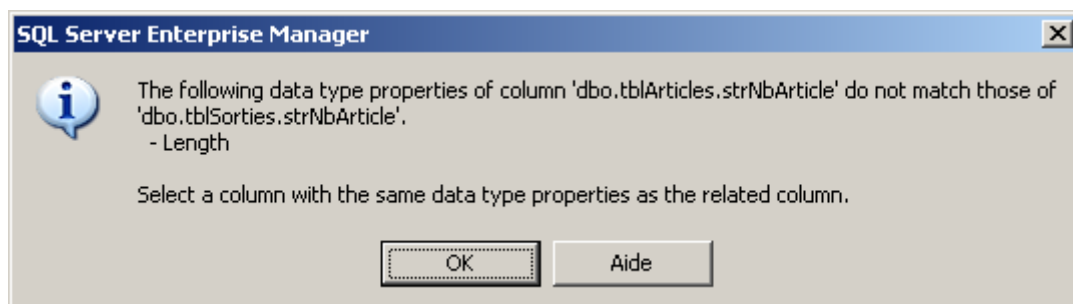 SQL Server Enterprise Manager
The following data type properties of column 'dbo.tblArticles.strNbArticle' do not match those of
'dbo.tblSorties.strNbArticle'.
- Length
Select a column with the same data type properties as the related column.
OK
Aide